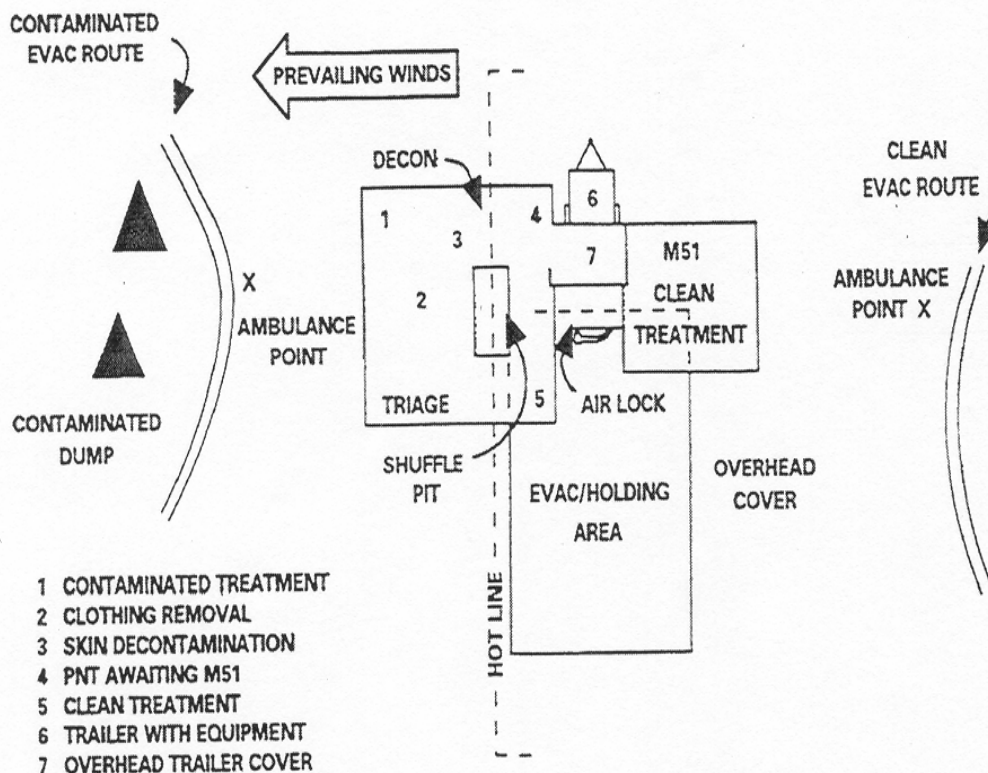 CONTAMINATED
EVAC ROUTE
PREVAILING WINDS
DECON
CLEAN
EVAC ROUTE
1
4
6
3
7
M51
X
2
CLEAN
AMBULANCE
POINT X
AMBULANCE
POINT
TREATMENT
TRIAGE
5
AIR LOCK
CONTAMINATED
DUMP
SHUFFLE
PIT
EVAC/HOLDING
AREA
OVERHEAD
COVER
HOT LINE
1 CONTAMINATED TREATMENT
2 CLOTHING REMOVAL
3 SKIN DECONTAMINATION
4 PNT AWAITING M51
5 CLEAN TREATMENT
6 TRAILER WITH EQUIPMENT
7 OVERHEAD TRAILER COVER